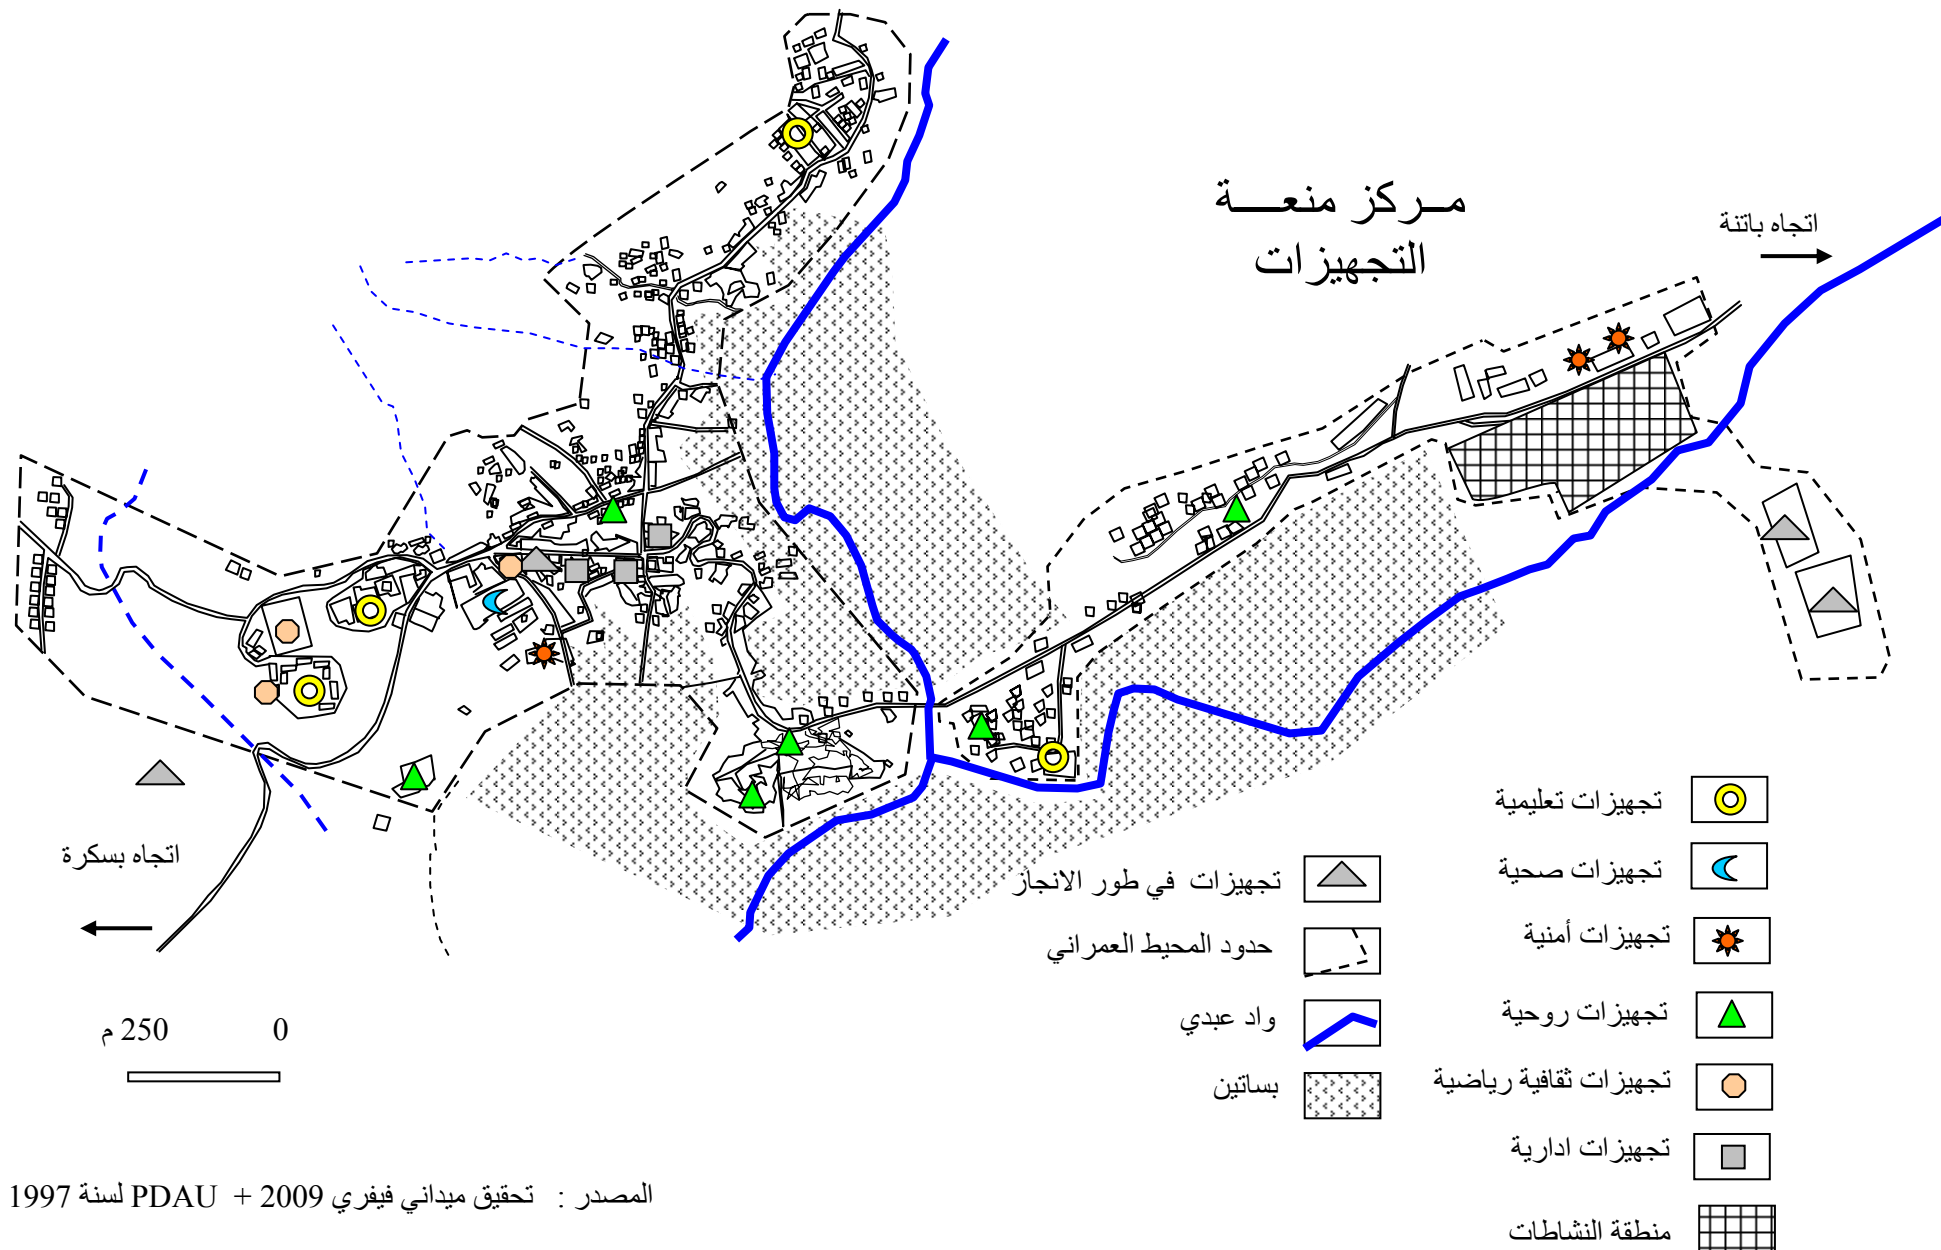 مـركز منعـــة
التجهيزات
اتجاه باتنة
اتجاه بسكرة
تجهيزات تعليمية
تجهيزات صحية
تجهيزات أمنية
تجهيزات روحية
تجهيزات ثقافية رياضية
تجهيزات ادارية
منطقة النشاطات
تجهيزات في طور الانجاز
حدود المحيط العمراني
واد عبدي
بساتين
0 250 م
المصدر : تحقيق ميداني فيفري 2009 + PDAU لسنة 1997